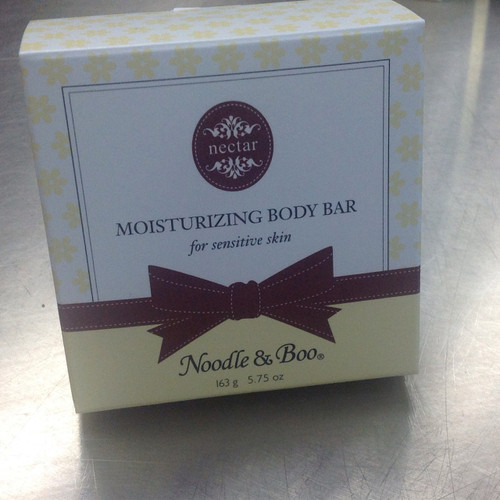 nectar
MOISTURIZING BODY BAR
for sensitive skin
Noodle & Boo®
163 g 5.75 oz